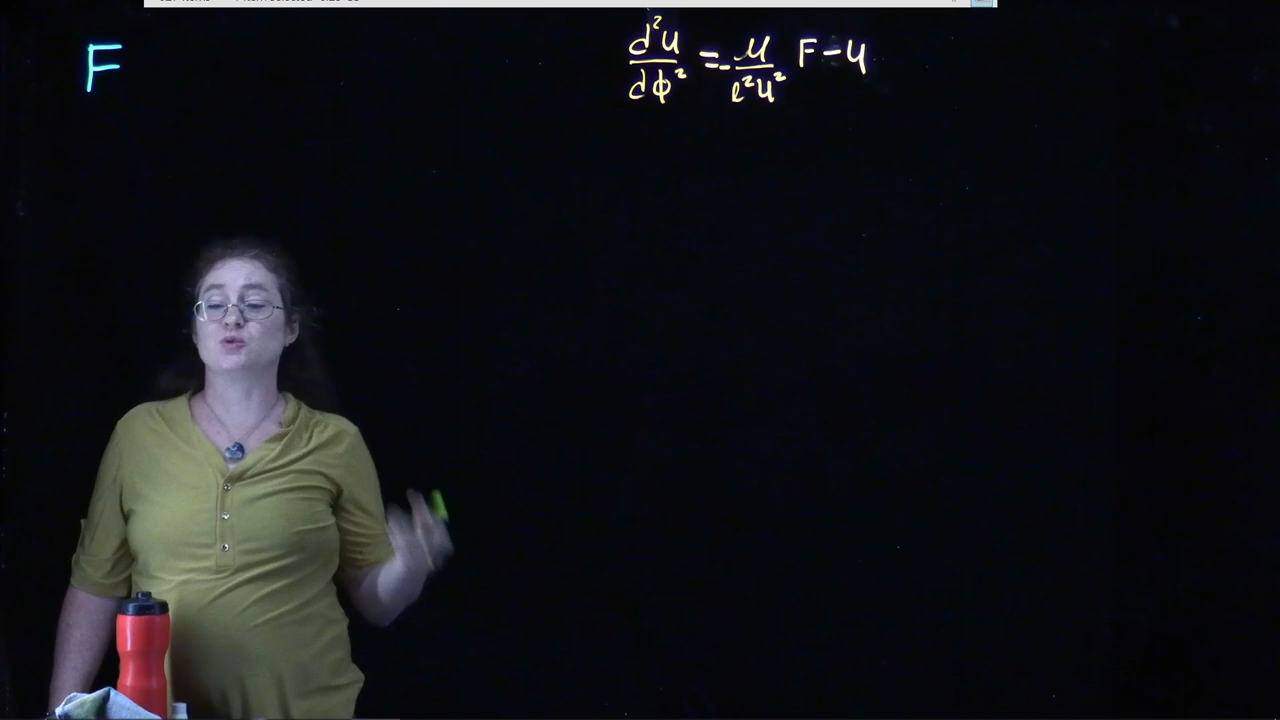 F
d²u/dφ² = -μ/(ℓ²u²) F - u